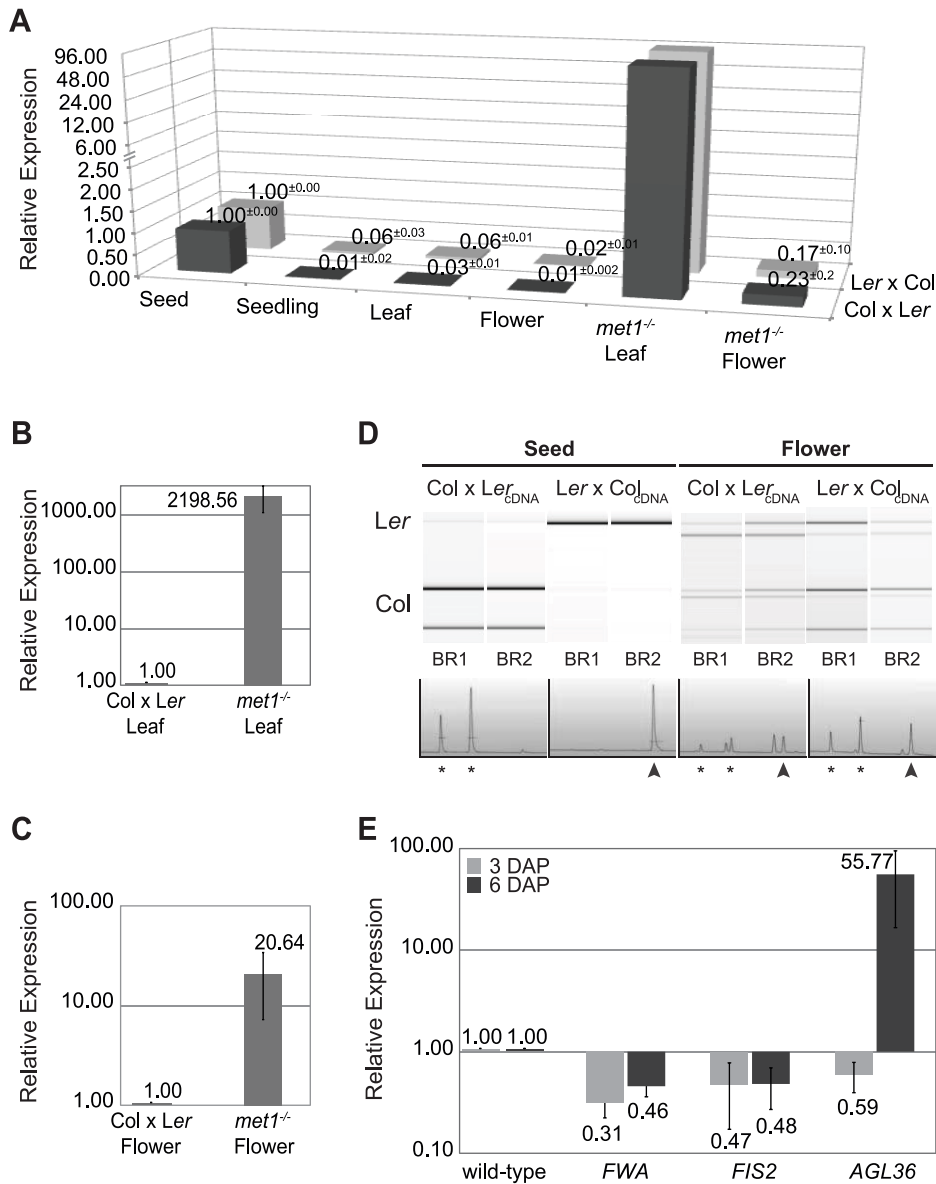 A
Relative Expression
96.00
48.00
24.00
12.00
6.00
2.50
2.00
1.50
1.00
0.50
0.00
1.00±0.00
1.00±0.00
0.06±0.03
0.01±0.02
0.06±0.01
0.03±0.01
0.02±0.01
0.01±0.002
0.17±0.10
0.23±0.2
Ler x Col
Col x Ler
Seed
Seedling
Leaf
Flower
met1-/-
Leaf
met1-/-
Flower
B
Relative Expression
1000.00
100.00
10.00
1.00
2198.56
1.00
Col x Ler
Leaf
met1-/-
Leaf
D
Seed Flower
Col x LercDNA Ler x ColcDNA Col x LercDNA Ler x ColcDNA
Ler
Col
BR1 BR2 BR1 BR2 BR1 BR2 BR1 BR2
* * * * * *
C
Relative Expression
100.00
10.00
1.00
20.64
1.00
Col x Ler
Flower
met1-/-
Flower
E
Relative Expression
100.00
10.00
1.00
0.10
3 DAP
6 DAP
55.77
1.00 1.00
0.31
0.46
0.47
0.48
0.59
wild-type FWA FIS2 AGL36